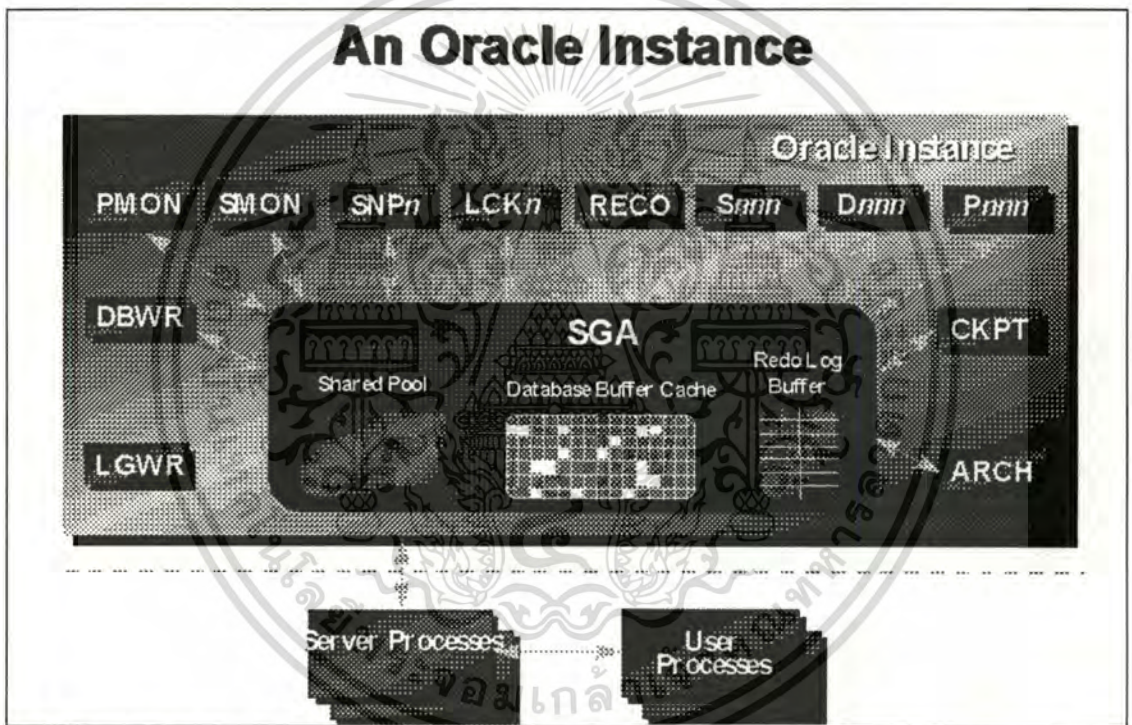 An Oracle Instance
Oracle Instance
PMON SMON SNPn LCKn RECO Snnn Dnnn Pnnn
DBWR
CKPT
SGA
Shared Pool
Database Buffer Cache
Redo Log
Buffer
LGWR
ARCH
Server Processes
User
Processes